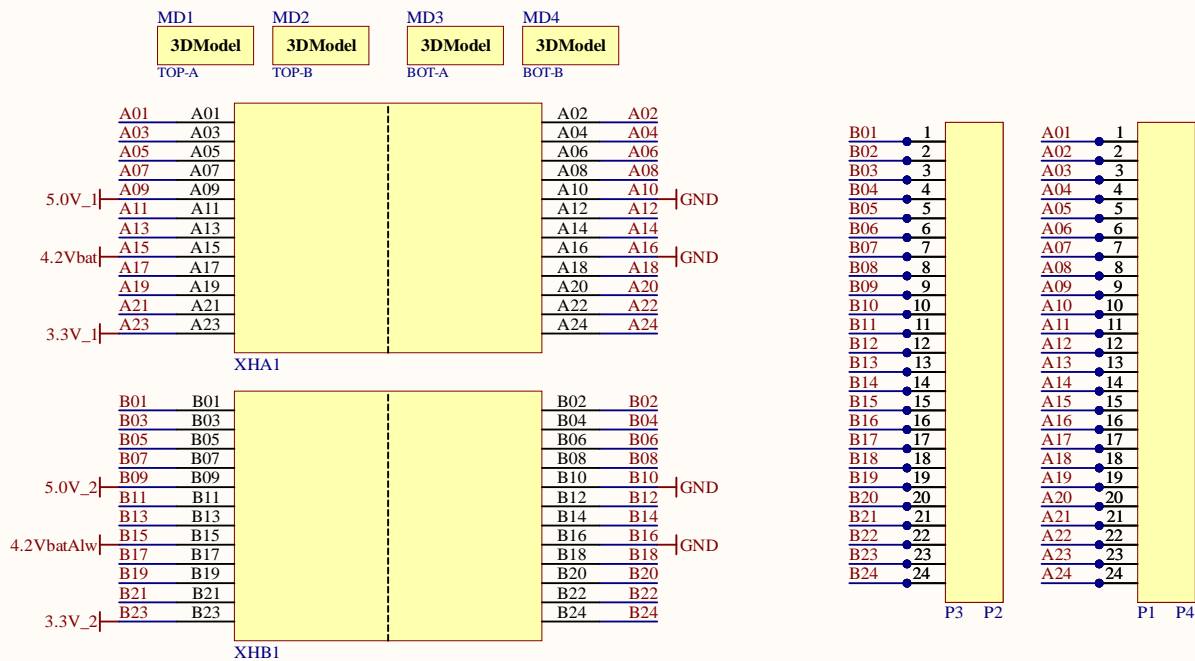 MD1 MD2 MD3 MD4
3DModel 3DModel 3DModel 3DModel
TOP-A TOP-B BOT-A BOT-B
A01 A01 A02 A02
A03 A03 A04 A04
A05 A05 A06 A06
A07 A07 A08 A08
5.0V_1 A09 A09 A10 A10 GND
A11 A11 A12 A12
A13 A13 A14 A14
4.2Vbat A15 A15 A16 A16 GND
A17 A17 A18 A18
A19 A19 A20 A20
A21 A21 A22 A22
3.3V_1 A23 A23 A24 A24
XHA1
B01 B01 B02 B02
B03 B03 B04 B04
B05 B05 B06 B06
B07 B07 B08 B08
5.0V_2 B09 B09 B10 B10 GND
B11 B11 B12 B12
B13 B13 B14 B14
4.2VbatAlw B15 B15 B16 B16 GND
B17 B17 B18 B18
B19 B19 B20 B20
B21 B21 B22 B22
3.3V_2 B23 B23 B24 B24
XHB1
B01 1
B02 2
B03 3
B04 4
B05 5
B06 6
B07 7
B08 8
B09 9
B10 10
B11 11
B12 12
B13 13
B14 14
B15 15
B16 16
B17 17
B18 18
B19 19
B20 20
B21 21
B22 22
B23 23
B24 24
P3 P2
A01 1
A02 2
A03 3
A04 4
A05 5
A06 6
A07 7
A08 8
A09 9
A10 10
A11 11
A12 12
A13 13
A14 14
A15 15
A16 16
A17 17
A18 18
A19 19
A20 20
A21 21
A22 22
A23 23
A24 24
P1 P4